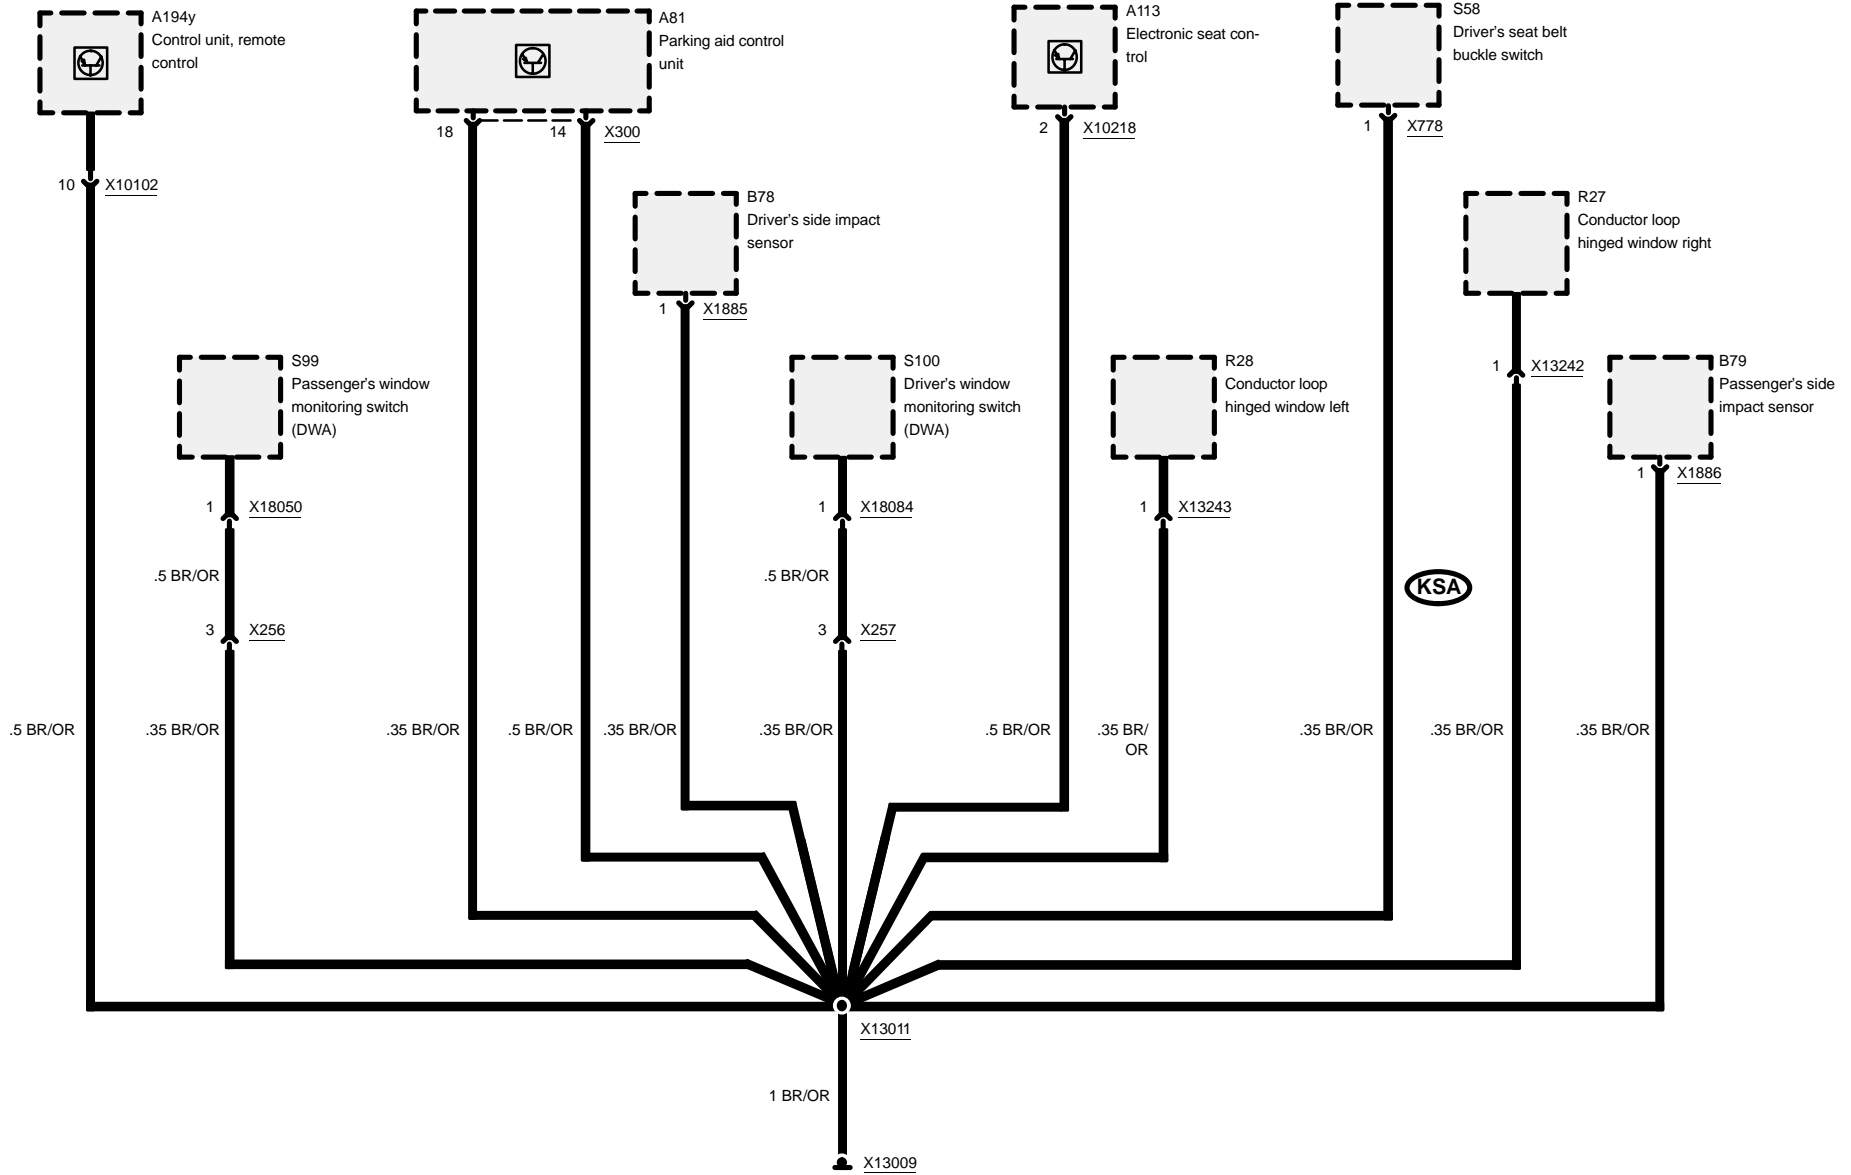 A194y
Control unit, remote
control
A81
Parking aid control
unit
A113
Electronic seat con-
trol
S58
Driver's seat belt
buckle switch
18
14
X300
2
X10218
1
X778
10
X10102
B78
Driver's side impact
sensor
R27
Conductor loop
hinged window right
1
X1885
S99
Passenger's window
monitoring switch
(DWA)
S100
Driver's window
monitoring switch
(DWA)
R28
Conductor loop
hinged window left
1
X13242
B79
Passenger's side
impact sensor
1
X1886
1
X18050
1
X18084
1
X13243
.5 BR/OR
.5 BR/OR
KSA
3
X256
3
X257
.5 BR/OR
.35 BR/OR
.35 BR/OR
.5 BR/OR
.35 BR/OR
.35 BR/OR
.5 BR/OR
.35 BR/
OR
.35 BR/OR
.35 BR/OR
.35 BR/OR
X13011
1 BR/OR
X13009